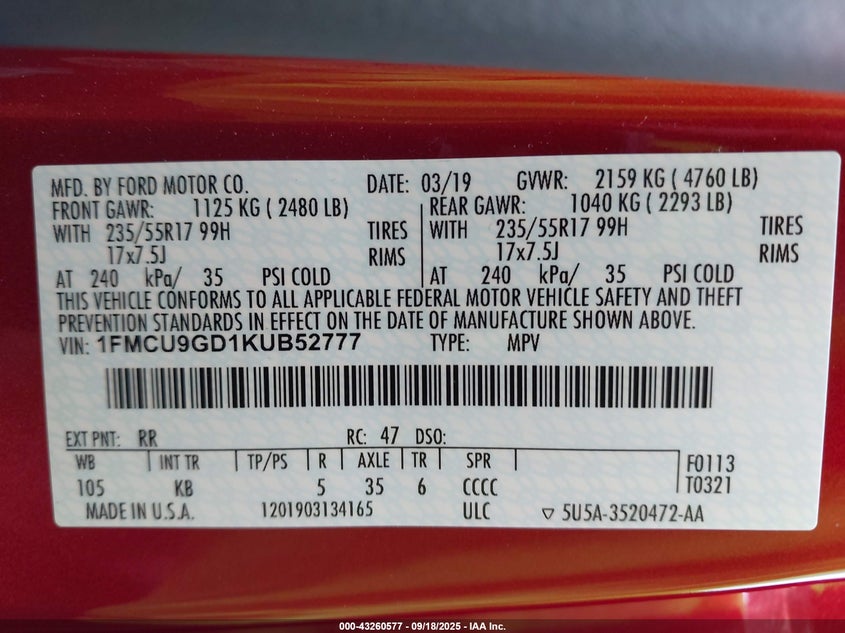 MFD. BY FORD MOTOR CO. DATE: 03/19 GVWR: 2159 KG ( 4760 LB)
FRONT GAWR: 1125 KG ( 2480 LB) REAR GAWR: 1040 KG ( 2293 LB)
WITH 235/55R17 99H TIRES WITH 235/55R17 99H TIRES
17x7.5J RIMS 17x7.5J RIMS
AT 240 kPa/ 35 PSI COLD AT 240 kPa/ 35 PSI COLD
THIS VEHICLE CONFORMS TO ALL APPLICABLE FEDERAL MOTOR VEHICLE SAFETY AND THEFT
PREVENTION STANDARDS IN EFFECT ON THE DATE OF MANUFACTURE SHOWN ABOVE.
VIN: 1FMCU9GD1KUB52777 TYPE: MPV
EXT PNT: RR RC: 47 DSO:
WB INT TR TP/PS R AXLE TR SPR F0113
105 KB 5 35 6 CCCC T0321
MADE IN U.S.A. 1201903134165 ULC ▽ 5U5A-3520472-AA
000-43260577 - 09/18/2025 - IAA Inc.